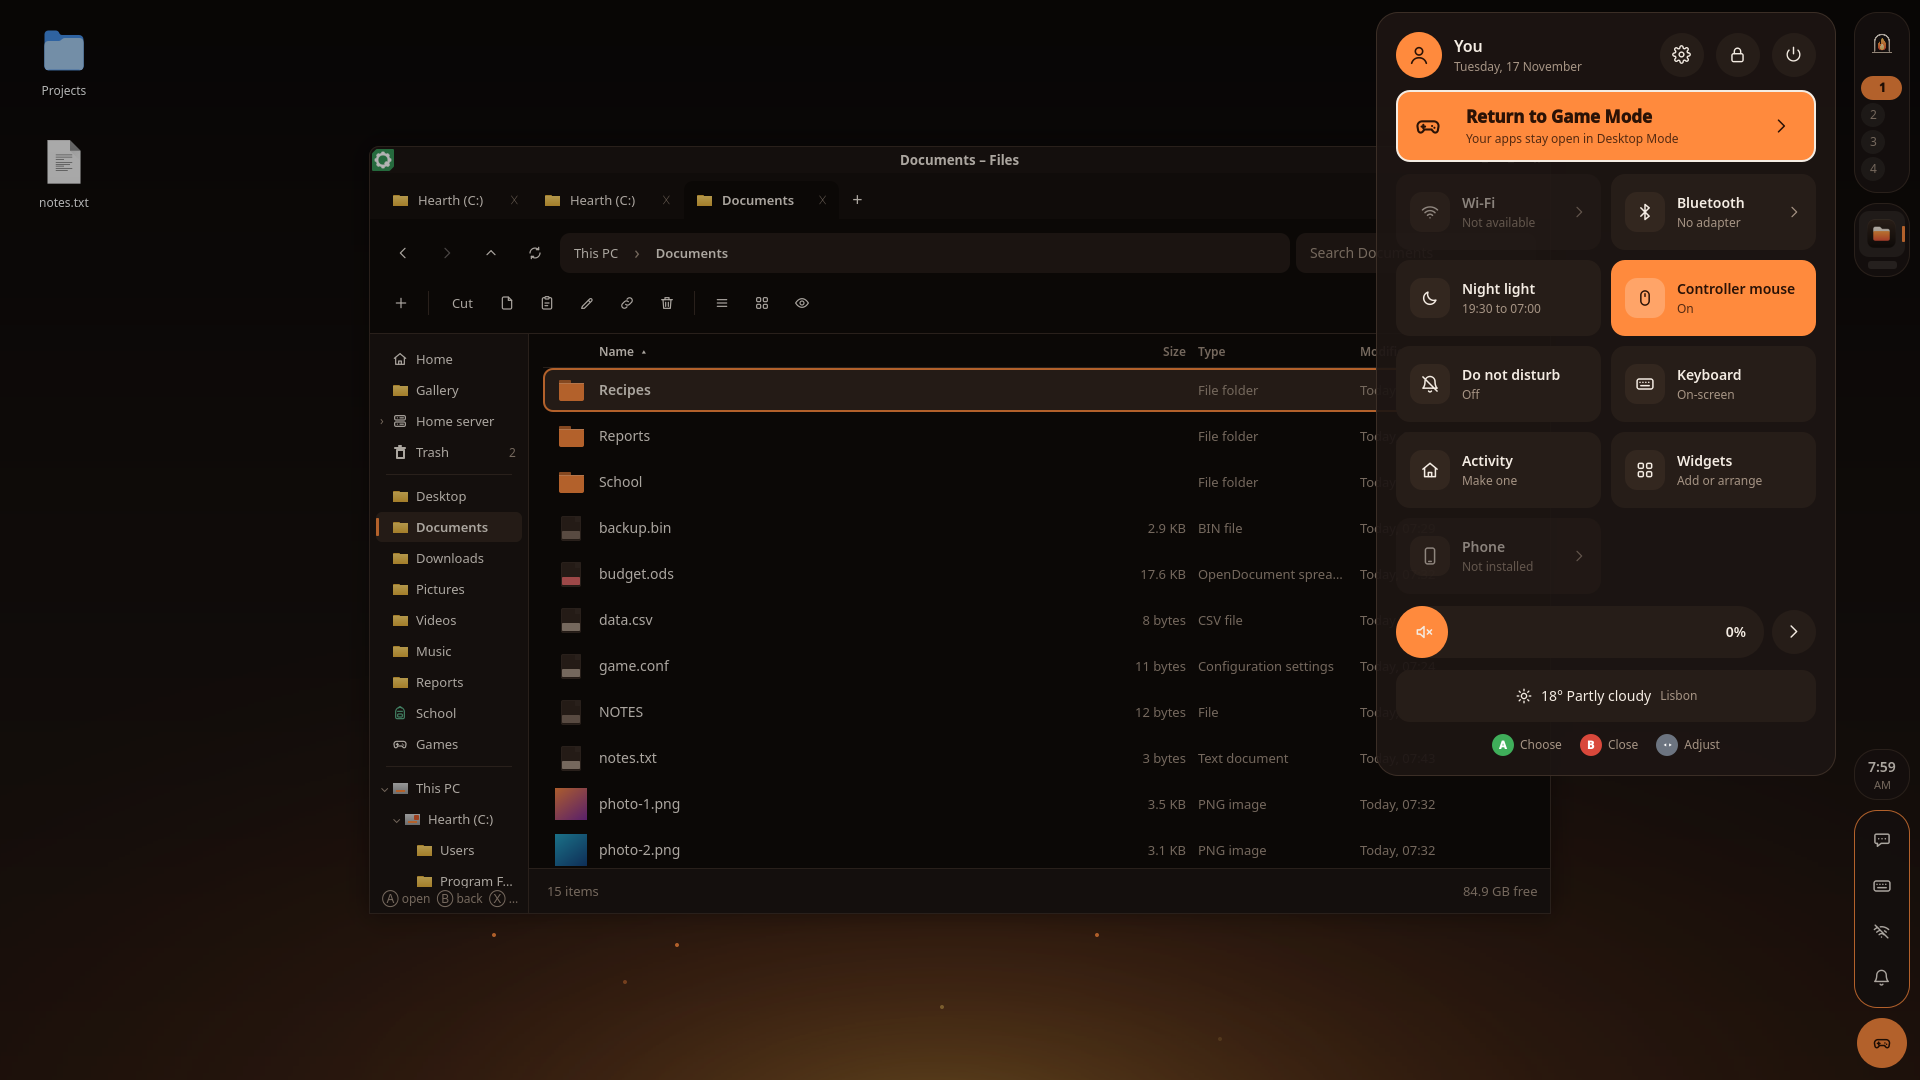 Projects
notes.txt
Documents – Files
Hearth (C:)
Hearth (C:)
Documents
This PC
Documents
Cut
Home
Gallery
Home server
Trash 2
Desktop
Documents
Downloads
Pictures
Videos
Music
Reports
School
Games
This PC
Hearth (C:)
Users
Program F...
A open B back X ...
Name Size Type
Recipes File folder
Reports File folder
School File folder
backup.bin 2.9 KB BIN file
budget.ods 17.6 KB OpenDocument sprea...
data.csv 8 bytes CSV file
game.conf 11 bytes Configuration settings
NOTES 12 bytes File
notes.txt 3 bytes Text document
photo-1.png 3.5 KB PNG image Today, 07:32
photo-2.png 3.1 KB PNG image Today, 07:32
15 items 84.9 GB free
You
Tuesday, 17 November
Return to Game Mode
Your apps stay open in Desktop Mode
Wi-Fi
Not available
Bluetooth
No adapter
Night light
19:30 to 07:00
Controller mouse
On
Do not disturb
Off
Keyboard
On-screen
Activity
Make one
Widgets
Add or arrange
Phone
Not installed
0%
18° Partly cloudy Lisbon
A Choose B Close Adjust
1
2
3
4
7:59
AM